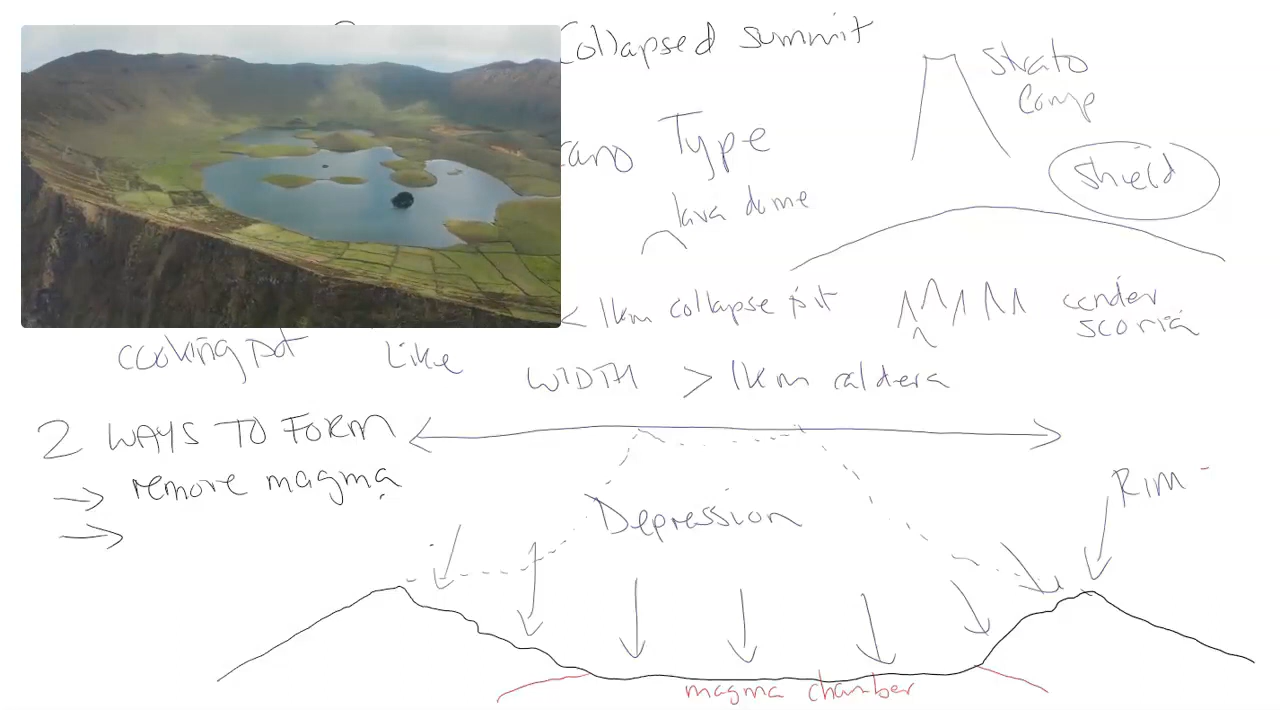 Collapsed summit
Strato
Comp
Type
shield
lava dome
< 1km collapse pit
cinder
scoria
cooking pot Like
WIDTH > 1km caldera
2 WAYS TO FORM
→ remove magma
→
Rim
Depression
magma chamber